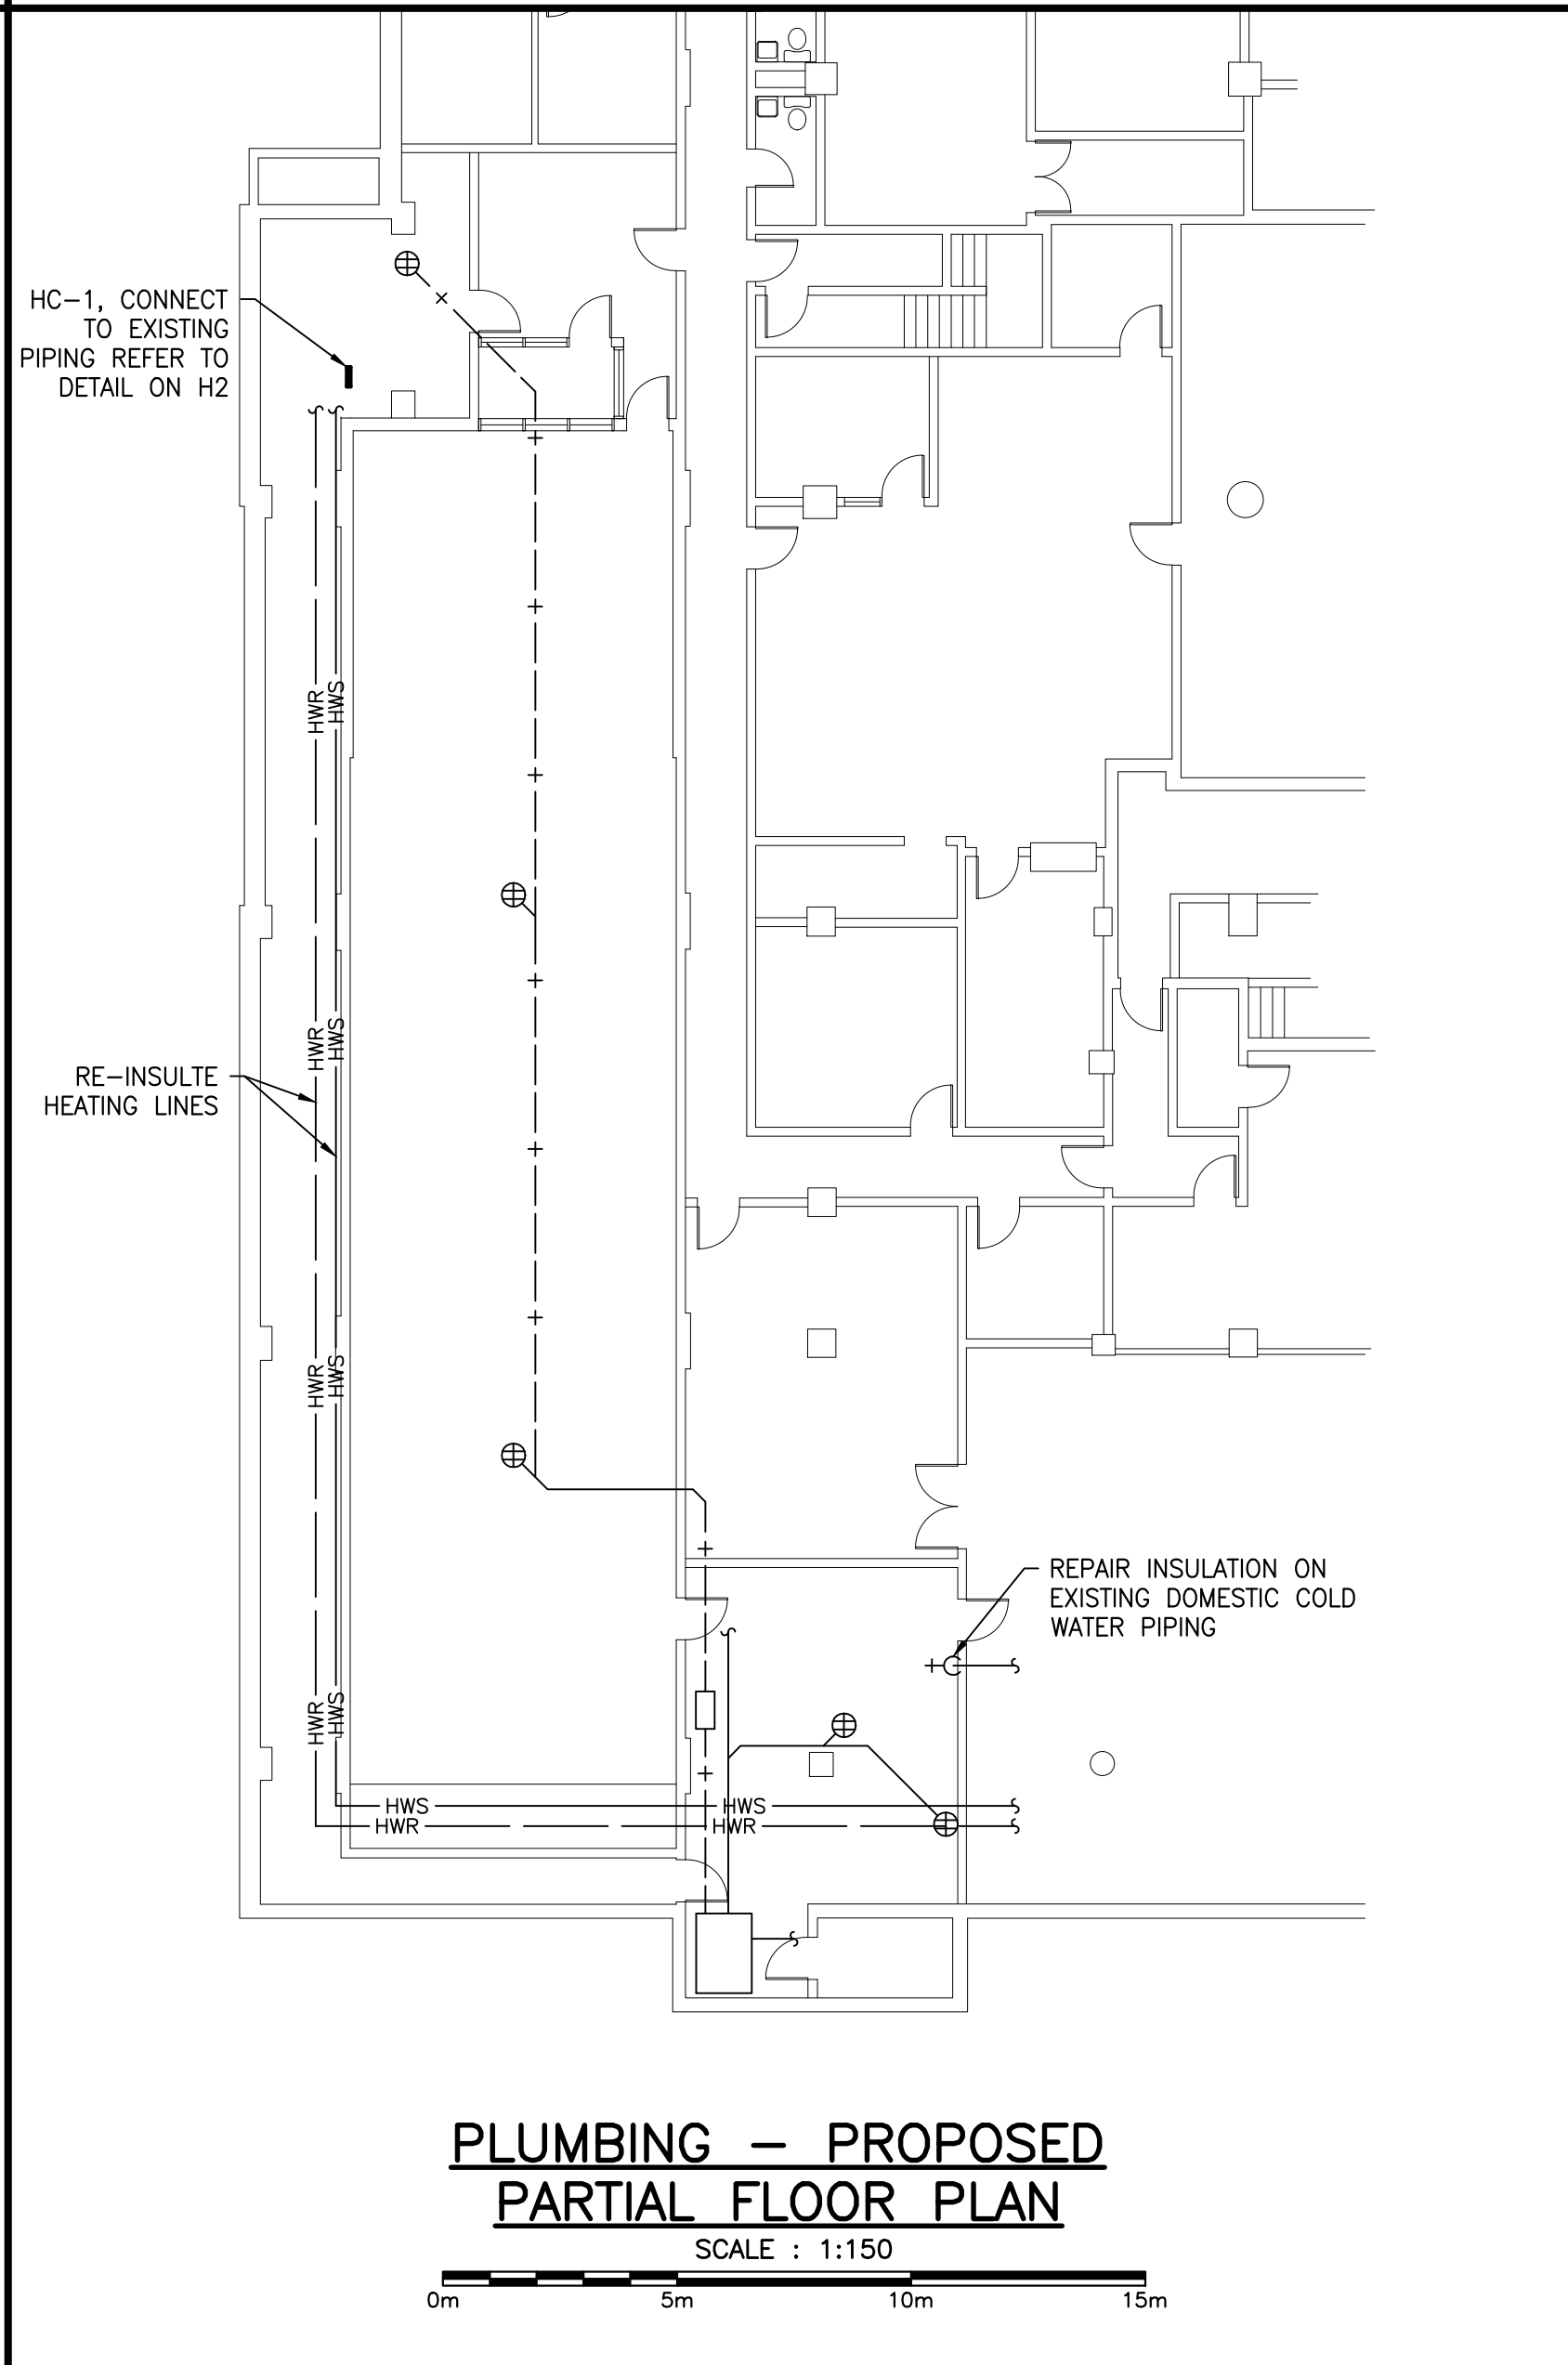 HC-1, CONNECT
TO EXISTING
PIPING REFER TO
DETAIL ON H2
HWR
HWS
HWR
HWS
RE-INSULTE
HEATING LINES
HWR
HWS
REPAIR INSULATION ON
EXISTING DOMESTIC COLD
WATER PIPING
HWR
HWS
HWS
HWS
HWR
HWR
PLUMBING - PROPOSED
PARTIAL FLOOR PLAN
SCALE : 1:150
0m 5m 10m 15m